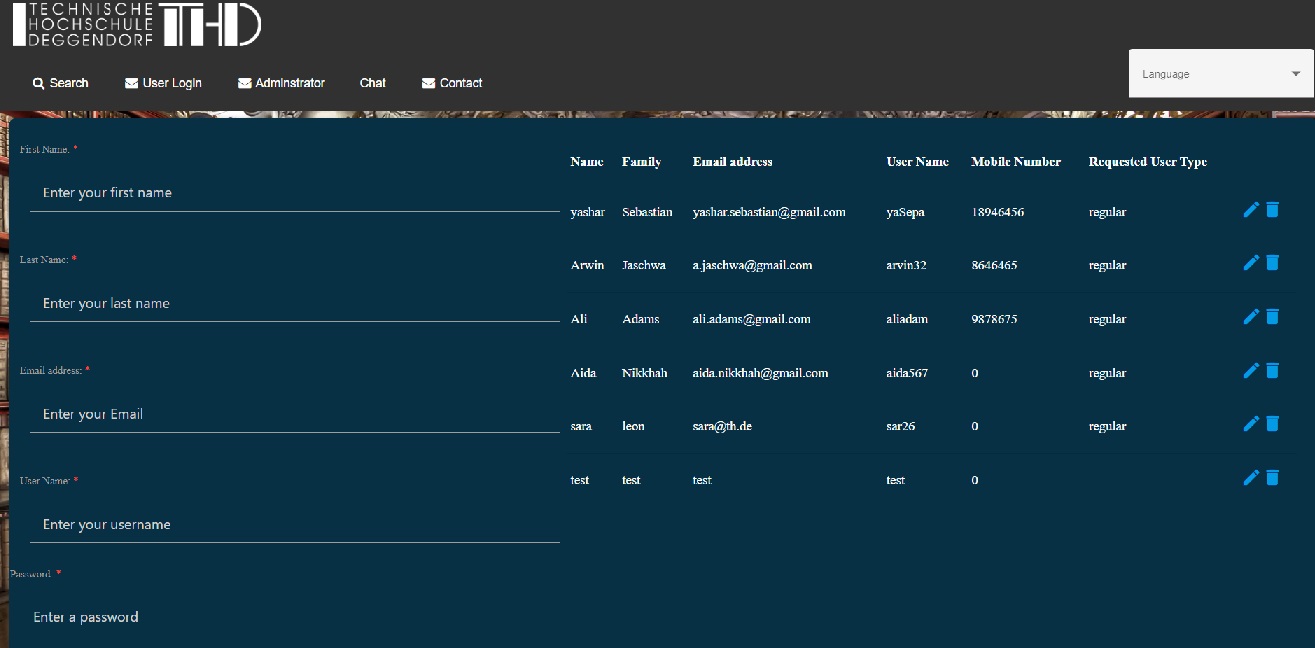 TECHNISCHE
HOCHSCHULE
DEGGENDORF THD
Search User Login Adminstrator Chat Contact
Language
First Name: *
Enter your first name
Last Name: *
Enter your last name
Email address: *
Enter your Email
User Name: *
Enter your username
Password *
Enter a password
Name Family Email address User Name Mobile Number Requested User Type
yashar Sebastian yashar.sebastian@gmail.com yaSepa 18946456 regular
Arwin Jaschwa a.jaschwa@gmail.com arvin32 8646465 regular
Ali Adams ali.adams@gmail.com aliadam 9878675 regular
Aida Nikkhah aida.nikkhah@gmail.com aida567 0 regular
sara leon sara@th.de sar26 0 regular
test test test test 0